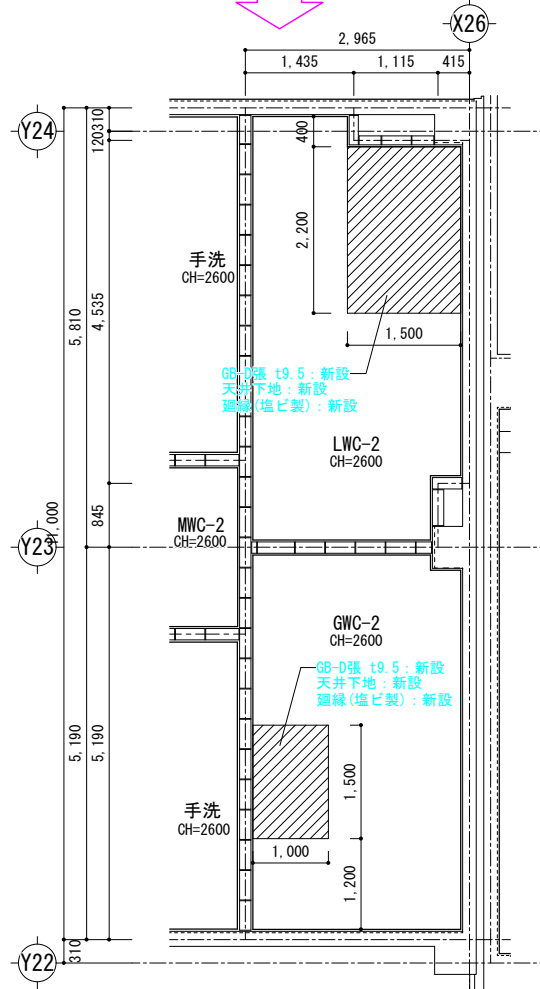 X26
2,965
1,435
1,115
415
Y24
310
120
400
2,200
手洗
CH=2600
4,535
5,810
1,500
GB-D張 t9.5：新設
天井下地：新設
廻縁(塩ビ製)：新設
LWC-2
CH=2600
845
MWC-2
CH=2600
Y23
11,000
GWC-2
CH=2600
GB-D張 t9.5：新設
天井下地：新設
廻縁(塩ビ製)：新設
5,190
5,190
1,500
手洗
CH=2600
1,000
1,200
Y22
310